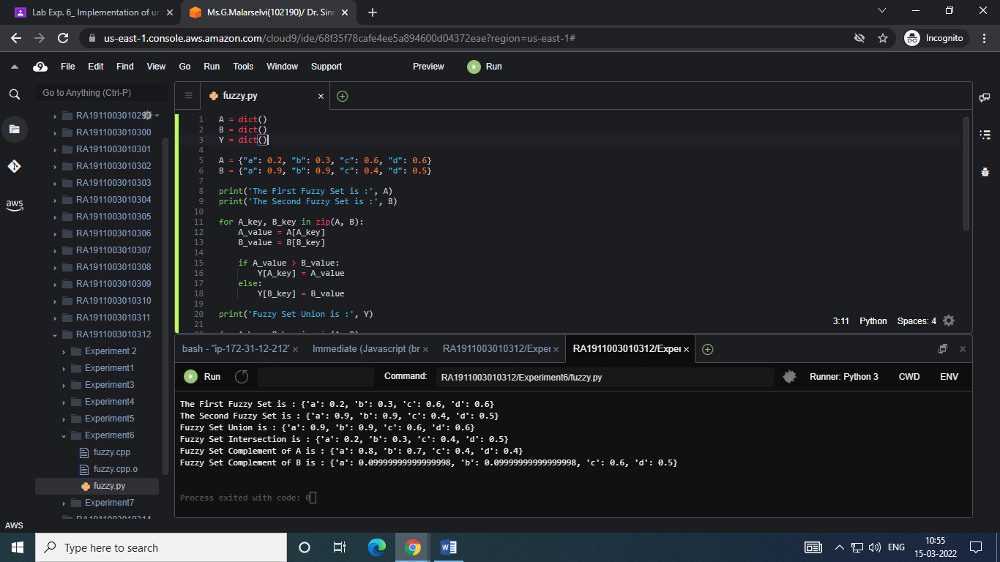 Lab Exp. 6_ Implementation of un
Ms.G.Malarselvi(102190)/ Dr. Sind
us-east-1.console.aws.amazon.com/cloud9/ide/68f35f78cafe4ee5a894600d04372eae?region=us-east-1#
Incognito
9 File Edit Find View Go Run Tools Window Support Preview Run
Go to Anything (Ctrl-P)
aws
RA1911003010299
RA1911003010300
RA1911003010301
RA1911003010302
RA1911003010303
RA1911003010304
RA1911003010305
RA1911003010306
RA1911003010307
RA1911003010308
RA1911003010309
RA1911003010310
RA1911003010311
RA1911003010312
Experiment 2
Experiment1
Experiment3
Experiment4
Experiment5
Experiment6
fuzzy.cpp
fuzzy.cpp.o
fuzzy.py
Experiment7
RA1911003010314
AWS
fuzzy.py
1 A = dict()
2 B = dict()
3 Y = dict()
4
5 A = {"a": 0.2, "b": 0.3, "c": 0.6, "d": 0.6}
6 B = {"a": 0.9, "b": 0.9, "c": 0.4, "d": 0.5}
7
8 print('The First Fuzzy Set is :', A)
9 print('The Second Fuzzy Set is :', B)
10
11 for A_key, B_key in zip(A, B):
12 A_value = A[A_key]
13 B_value = B[B_key]
14
15 if A_value > B_value:
16 Y[A_key] = A_value
17 else:
18 Y[B_key] = B_value
19
20 print('Fuzzy Set Union is :', Y)
21
3:11 Python Spaces: 4
bash - "ip-172-31-12-212"
Immediate (Javascript (br
RA1911003010312/Exper
RA1911003010312/Exper
Run
Command:
RA1911003010312/Experiment6/fuzzy.py
Runner: Python 3
CWD
ENV
The First Fuzzy Set is : {'a': 0.2, 'b': 0.3, 'c': 0.6, 'd': 0.6}
The Second Fuzzy Set is : {'a': 0.9, 'b': 0.9, 'c': 0.4, 'd': 0.5}
Fuzzy Set Union is : {'a': 0.9, 'b': 0.9, 'c': 0.6, 'd': 0.6}
Fuzzy Set Intersection is : {'a': 0.2, 'b': 0.3, 'c': 0.4, 'd': 0.5}
Fuzzy Set Complement of A is : {'a': 0.8, 'b': 0.7, 'c': 0.4, 'd': 0.4}
Fuzzy Set Complement of B is : {'a': 0.09999999999999998, 'b': 0.09999999999999998, 'c': 0.6, 'd': 0.5}
Process exited with code: 0
Type here to search
ENG
10:55
15-03-2022